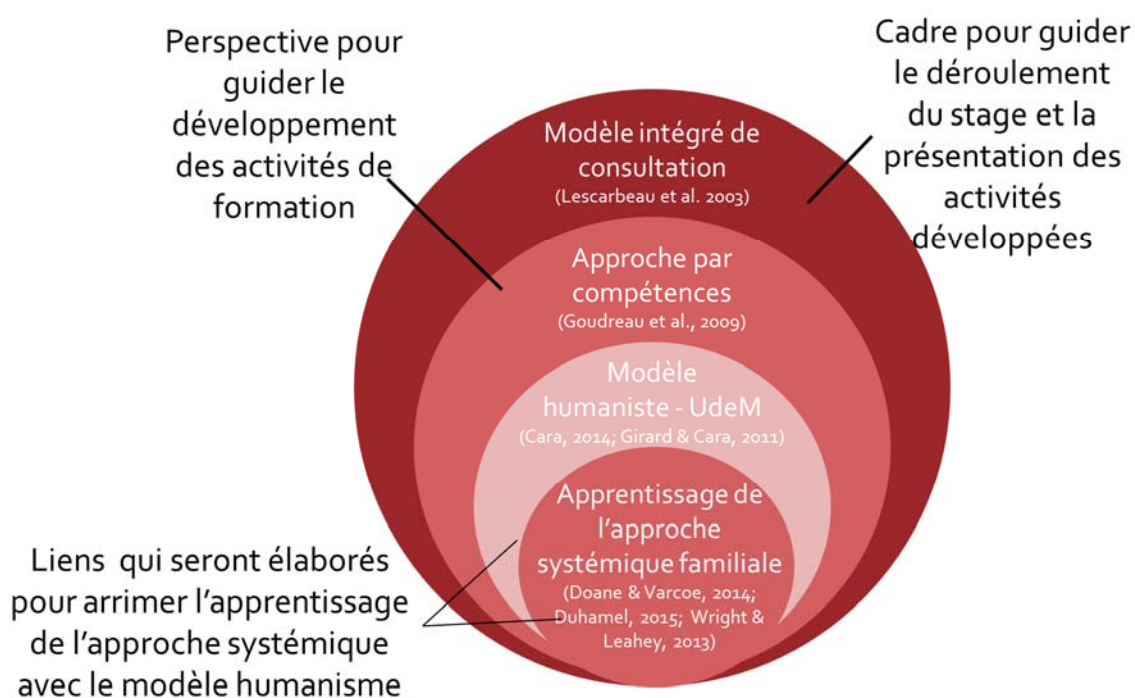 Perspective pour
guider le
développement
des activités de
formation
Cadre pour guider
le déroulement
du stage et la
présentation des
activités
développées
Modèle intégré de
consultation
(Lescarbeau et al. 2003)
Approche par
compétences
(Goudreau et al., 2009)
Modèle
humaniste - UdeM
(Cara, 2014; Girard & Cara, 2011)
Apprentissage de
l'approche
systémique familiale
(Doane & Varcoe, 2014;
Duhamel, 2015; Wright &
Leahey, 2013)
Liens qui seront élaborés
pour arrimer l'apprentissage
de l'approche systémique
avec le modèle humanisme